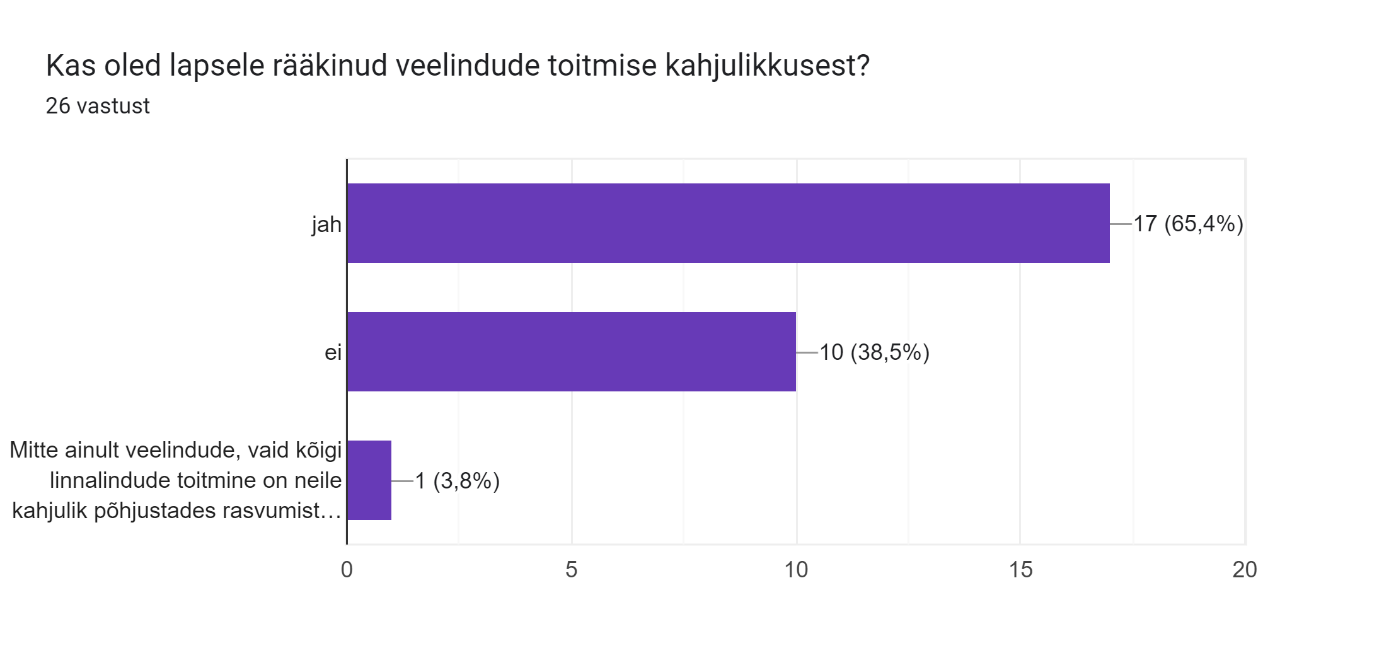 Kas oled lapsele rääkinud veelindude toitmise kahjulikkusest?
26 vastust
jah
17 (65,4%)
ei
10 (38,5%)
Mitte ainult veelindude, vaid kõigi
linnalindude toitmine on neile
kahjulik põhjustades rasvumist…
1 (3,8%)
0
5
10
15
20